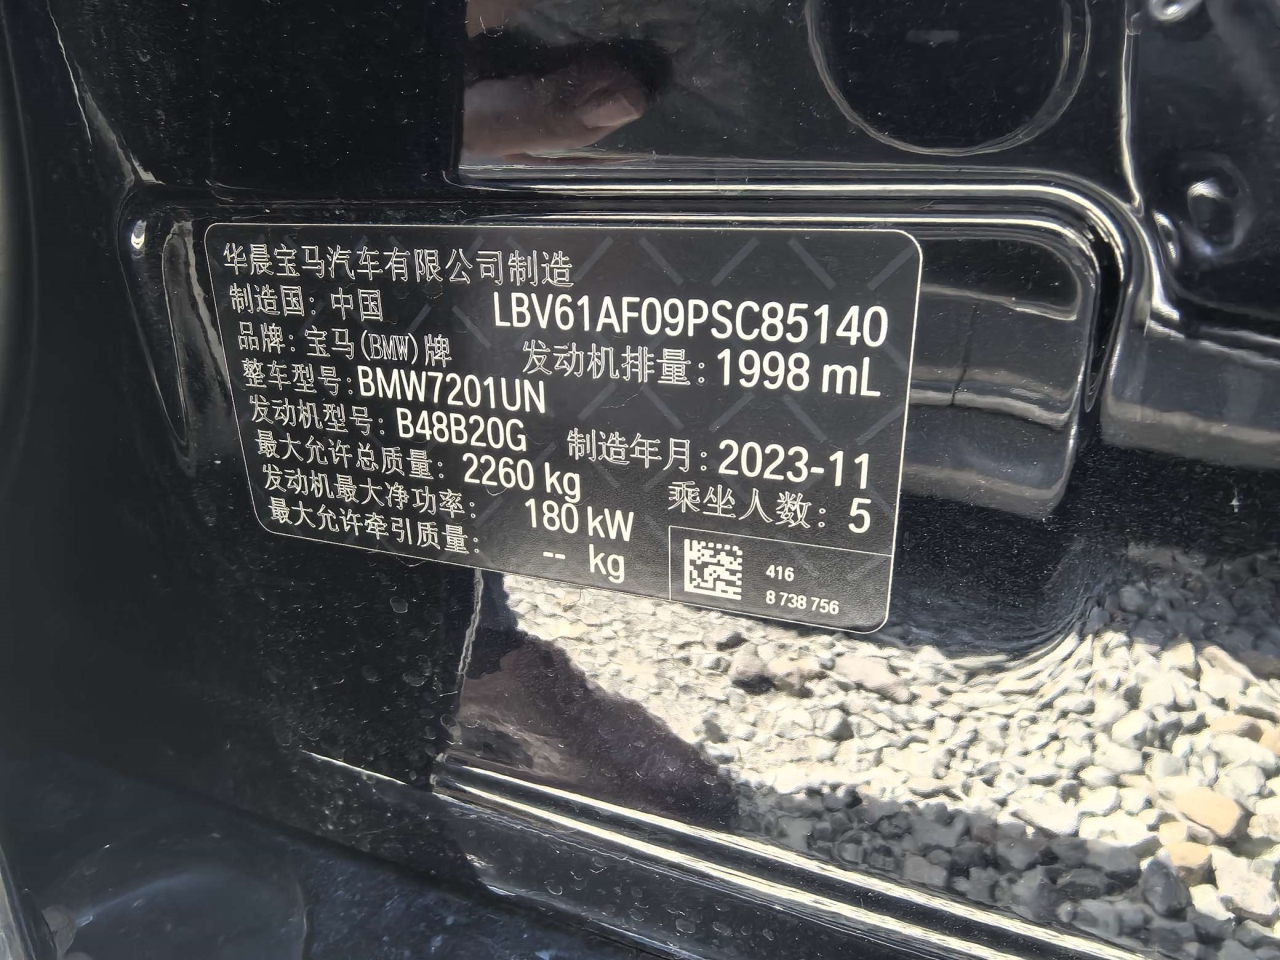 华晨宝马汽车有限公司制造
制造国：中国
LBV61AF09PSC85140
品牌：宝马(BMW)牌
发动机排量：1998 mL
整车型号：BMW7201UN
发动机型号：B48B20G
制造年月：2023-11
最大允许总质量：2260 kg
乘坐人数：5
发动机最大净功率：180 kW
最大允许牵引质量：-- kg
416
8 738 756